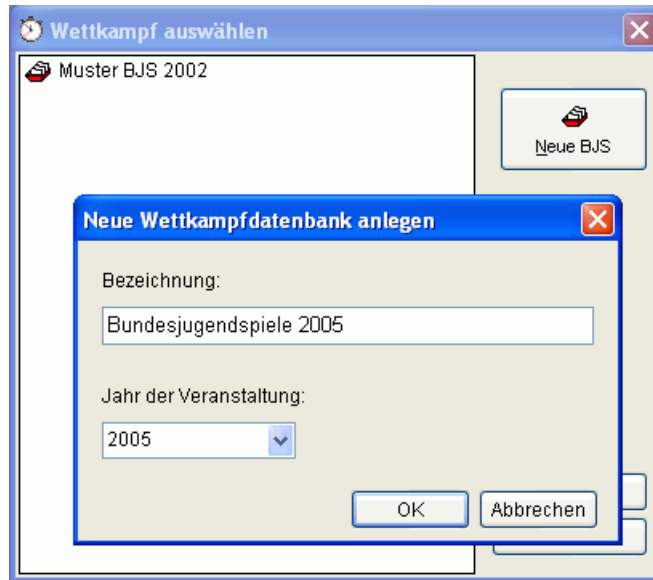 Wettkampf auswählen
Muster BJS 2002
Neue BJS
Neue Wettkampfdatenbank anlegen
Bezeichnung:
Bundesjugendspiele 2005
Jahr der Veranstaltung:
2005
OK
Abbrechen